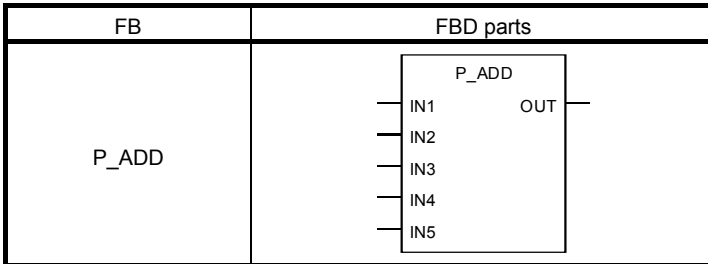 FB FBD parts
P_ADD
P_ADD
IN1 OUT
IN2
IN3
IN4
IN5